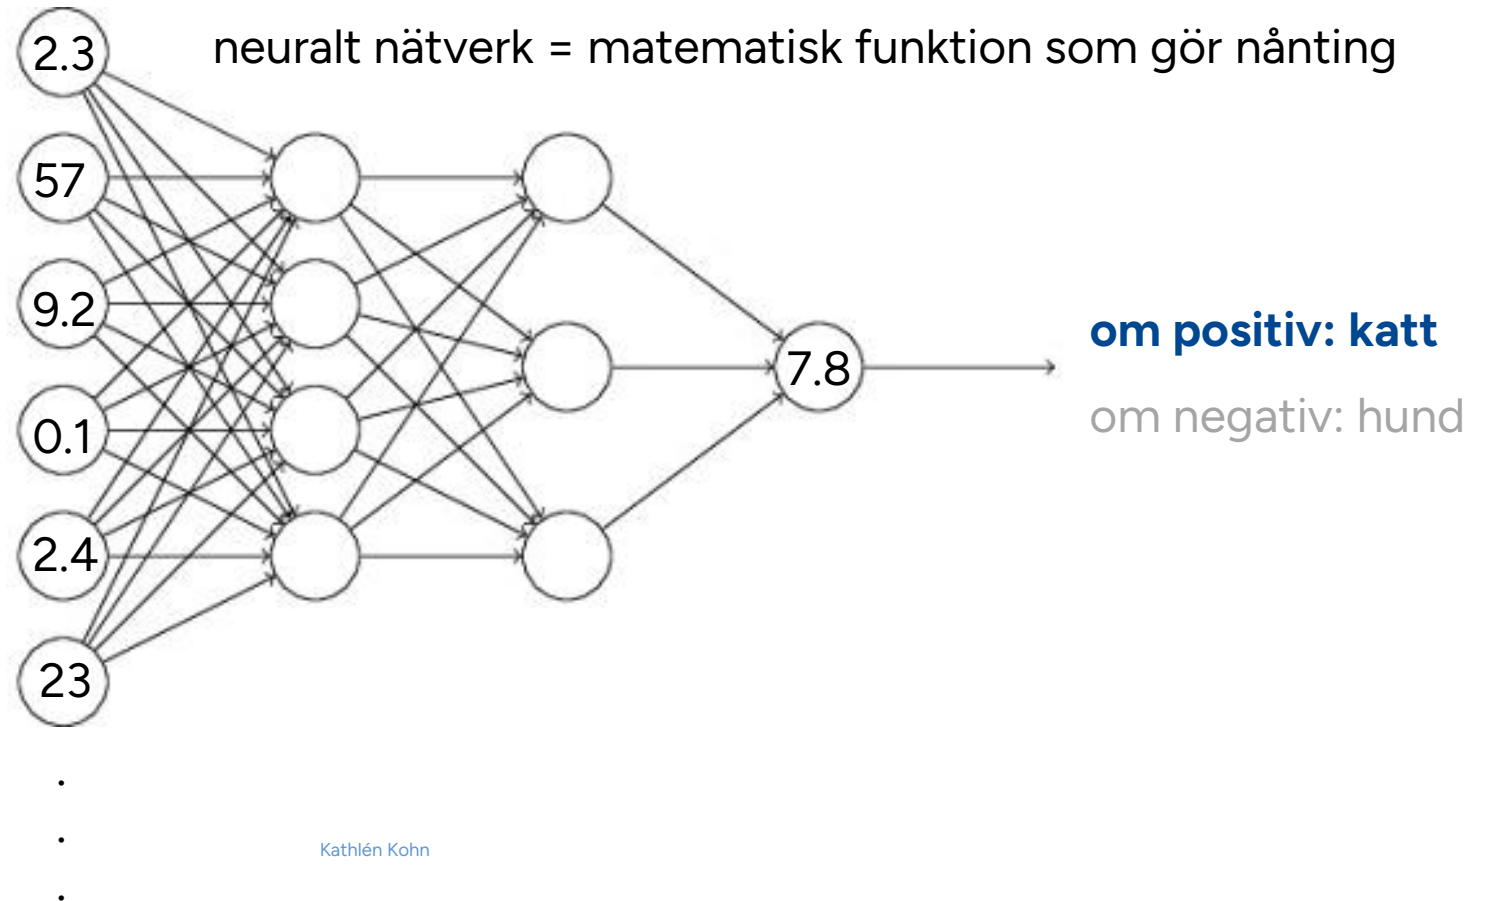 neuralt nätverk = matematisk funktion som gör nånting
2.3
57
9.2
0.1
2.4
23
.
.
.
7.8
om positiv: katt
om negativ: hund
Kathlén Kohn